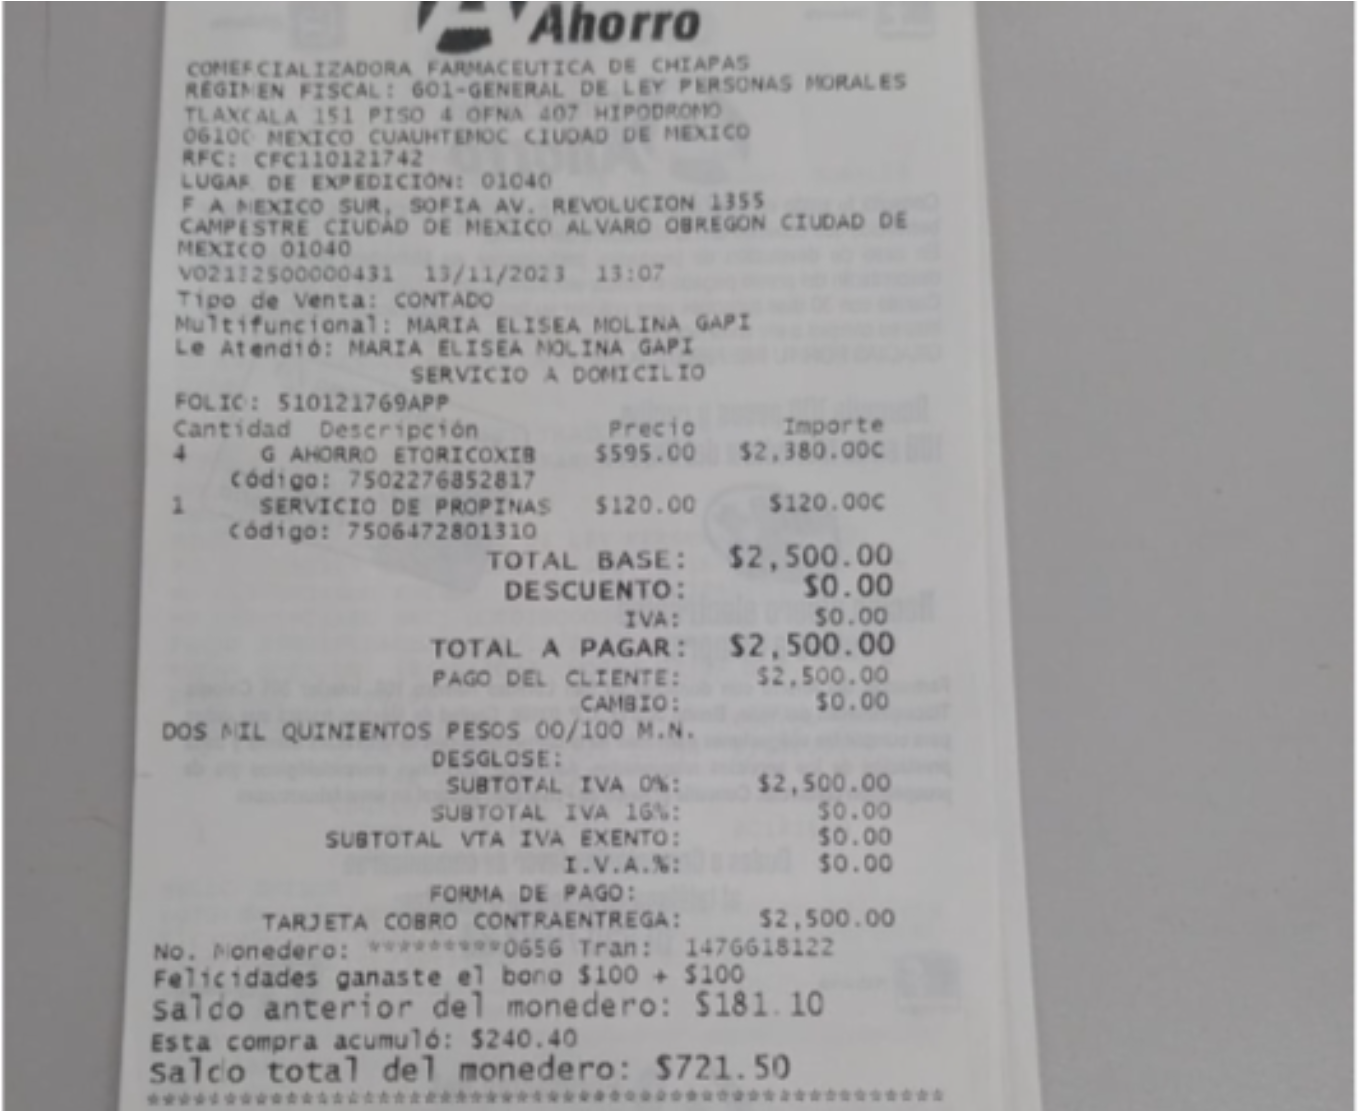 Ahorro
COMERCIALIZADORA FARMACEUTICA DE CHIAPAS
RÉGIMEN FISCAL: 601-GENERAL DE LEY PERSONAS MORALES
TLAXCALA 151 PISO 4 OFNA 407 HIPODROMO
06100 MEXICO CUAUHTEMOC CIUDAD DE MEXICO
RFC: CFC110121742
LUGAR DE EXPEDICIÓN: 01040
F A MEXICO SUR, SOFIA AV. REVOLUCION 1355
CAMPESTRE CIUDAD DE MEXICO ALVARO OBREGON CIUDAD DE
MEXICO 01040
13/11/2023 13:07
Tipo de Venta: CONTADO
Multifuncional: MARIA ELISEA MOLINA GAPI
Le Atendió: MARIA ELISEA MOLINA GAPI
SERVICIO A DOMICILIO
FOLIO: 510121769APP
Cantidad Descripción Precio Importe
4 G AHORRO ETORICOXIB $595.00 $2,380.00C
Código: 7502276852817
1 SERVICIO DE PROPINAS $120.00 $120.00C
Código: 7506472801310
TOTAL BASE: $2,500.00
DESCUENTO: $0.00
IVA: $0.00
TOTAL A PAGAR: $2,500.00
PAGO DEL CLIENTE: $2,500.00
CAMBIO: $0.00
DOS MIL QUINIENTOS PESOS 00/100 M.N.
DESGLOSE:
SUBTOTAL IVA 0%: $2,500.00
SUBTOTAL IVA 16%: $0.00
SUBTOTAL VTA IVA EXENTO: $0.00
I.V.A.%: $0.00
FORMA DE PAGO:
TARJETA COBRO CONTRAENTREGA: $2,500.00
No. Monedero: *********0656 Tran: 1476618122
Felicidades ganaste el bono $100 + $100
Saldo anterior del monedero: $181.10
Esta compra acumuló: $240.40
Saldo total del monedero: $721.50
****************************************************